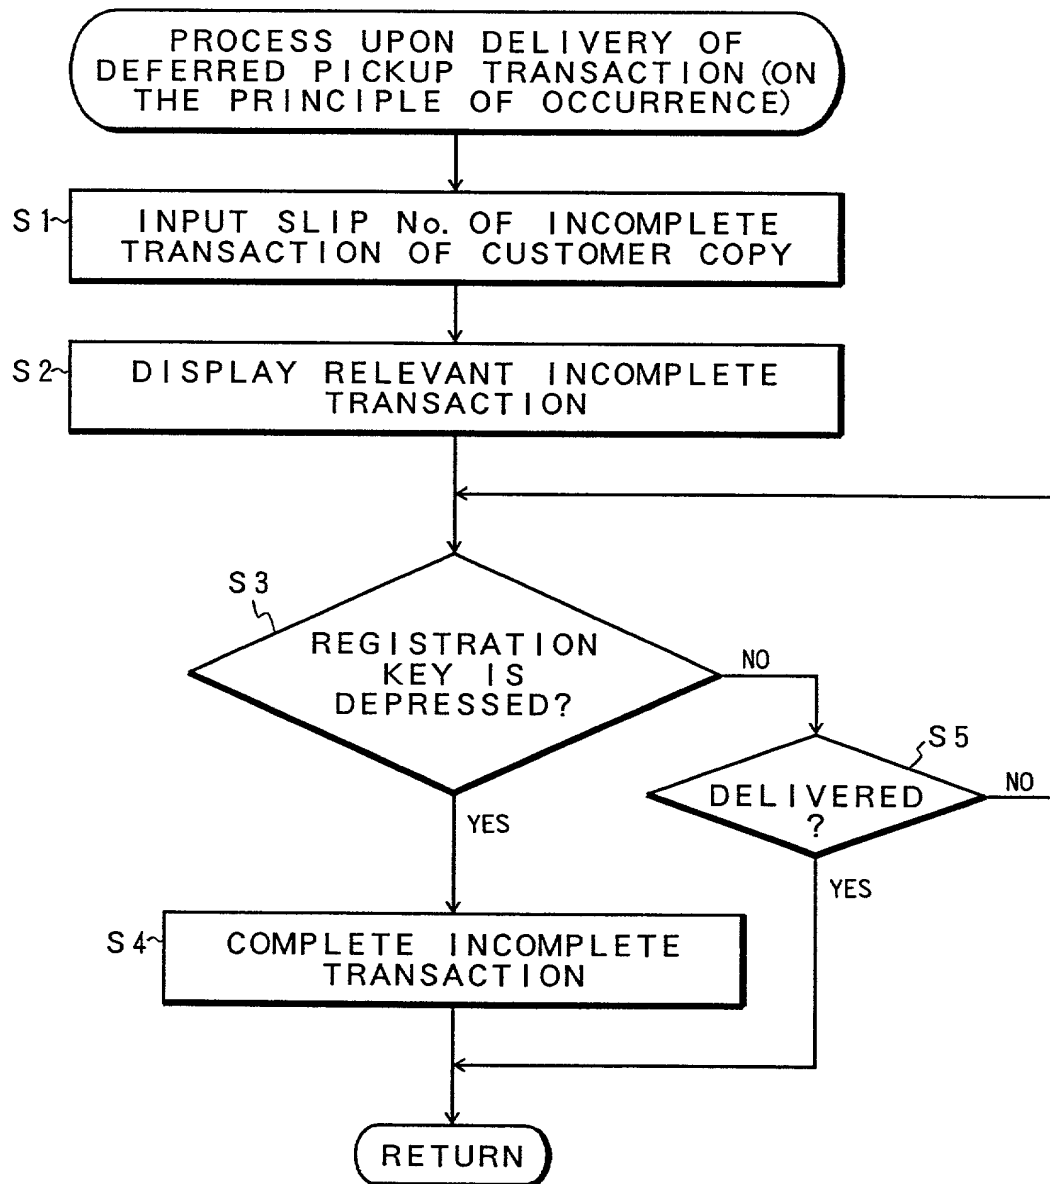 PROCESS UPON DELIVERY OF
DEFERRED PICKUP TRANSACTION (ON
THE PRINCIPLE OF OCCURRENCE)
S1
INPUT SLIP No. OF INCOMPLETE
TRANSACTION OF CUSTOMER COPY
S2
DISPLAY RELEVANT INCOMPLETE
TRANSACTION
S3
REGISTRATION
KEY IS
DEPRESSED?
NO
YES
S5
DELIVERED
?
NO
YES
S4
COMPLETE INCOMPLETE
TRANSACTION
RETURN